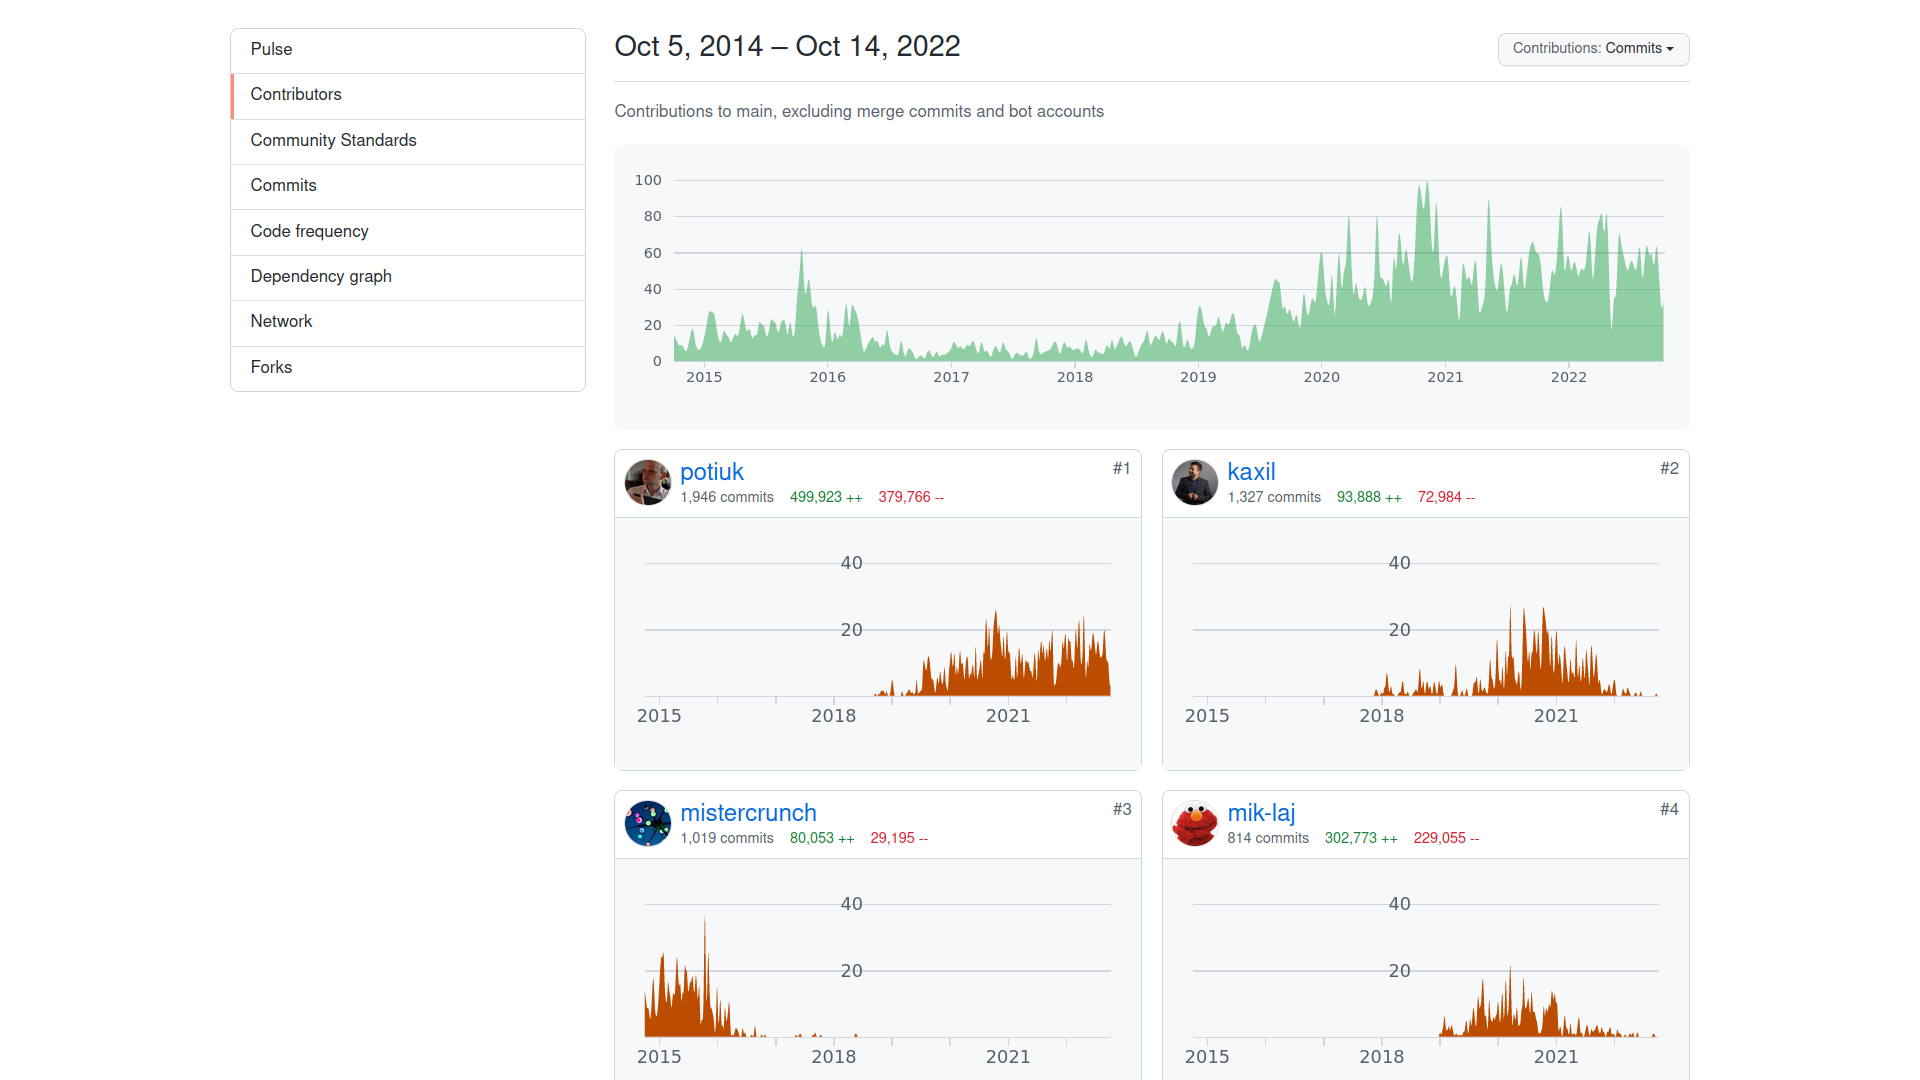 Pulse
Contributors
Community Standards
Commits
Code frequency
Dependency graph
Network
Forks
Oct 5, 2014 – Oct 14, 2022
Contributions: Commits
Contributions to main, excluding merge commits and bot accounts
100
80
60
40
20
0
2015 2016 2017 2018 2019 2020 2021 2022
potiuk #1
1,946 commits 499,923 ++ 379,766 --
40
20
2015 2018 2021
kaxil #2
1,327 commits 93,888 ++ 72,984 --
40
20
2015 2018 2021
mistercrunch #3
1,019 commits 80,053 ++ 29,195 --
40
20
2015 2018 2021
mik-laj #4
814 commits 302,773 ++ 229,055 --
40
20
2015 2018 2021